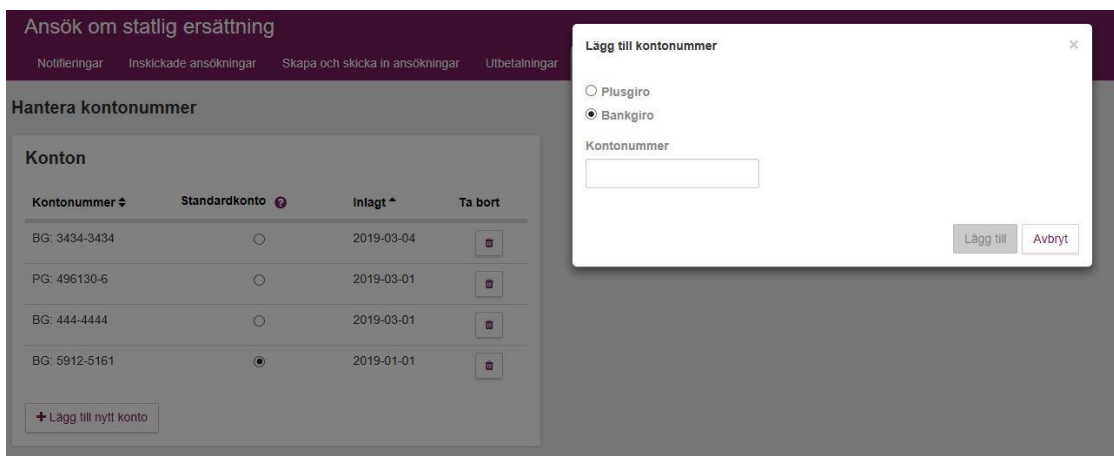 Ansök om statlig ersättning
Notifieringar Inskickade ansökningar Skapa och skicka in ansökningar Utbetalningar
Hantera kontonummer
Konton
Kontonummer Standardkonto ? Inlagt Ta bort
BG: 3434-3434 2019-03-04
PG: 496130-6 2019-03-01
BG: 444-4444 2019-03-01
BG: 5912-5161 2019-01-01
+ Lägg till nytt konto
Lägg till kontonummer ×
Plusgiro
Bankgiro
Kontonummer
Lägg till Avbryt